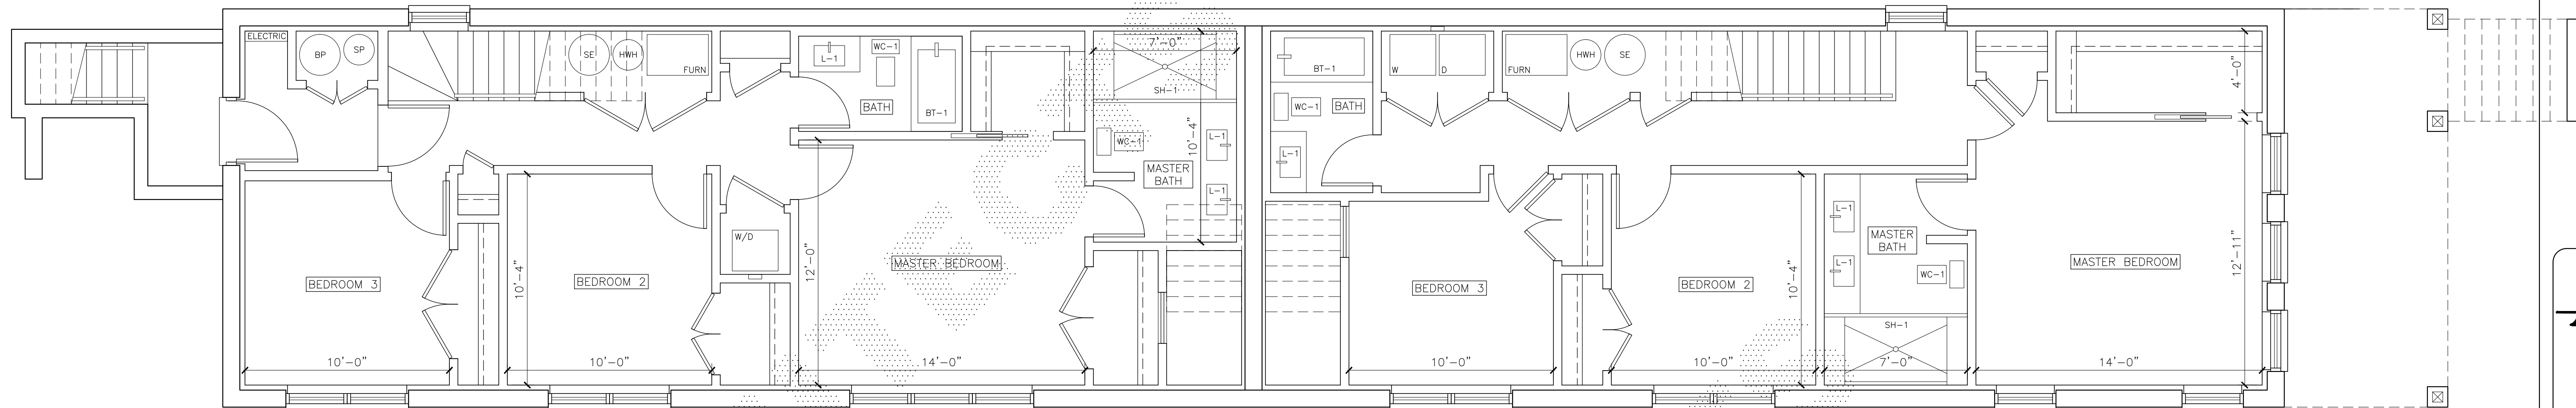 ELECTRIC
BP
SP
SE
HWH
FURN
L-1
WC-1
BT-1
BATH
7'-0"
SH-1
WC-1
L-1
10'-4"
MASTER
BATH
L-1
BEDROOM 3
10'-0"
10'-4"
BEDROOM 2
10'-0"
W/D
12'-0"
MASTER BEDROOM
14'-0"
BT-1
WC-1
BATH
L-1
W
D
FURN
HWH
SE
4'-0"
BEDROOM 3
10'-0"
BEDROOM 2
10'-4"
10'-0"
L-1
MASTER
BATH
L-1
WC-1
SH-1
7'-0"
MASTER BEDROOM
12'-11"
14'-0"